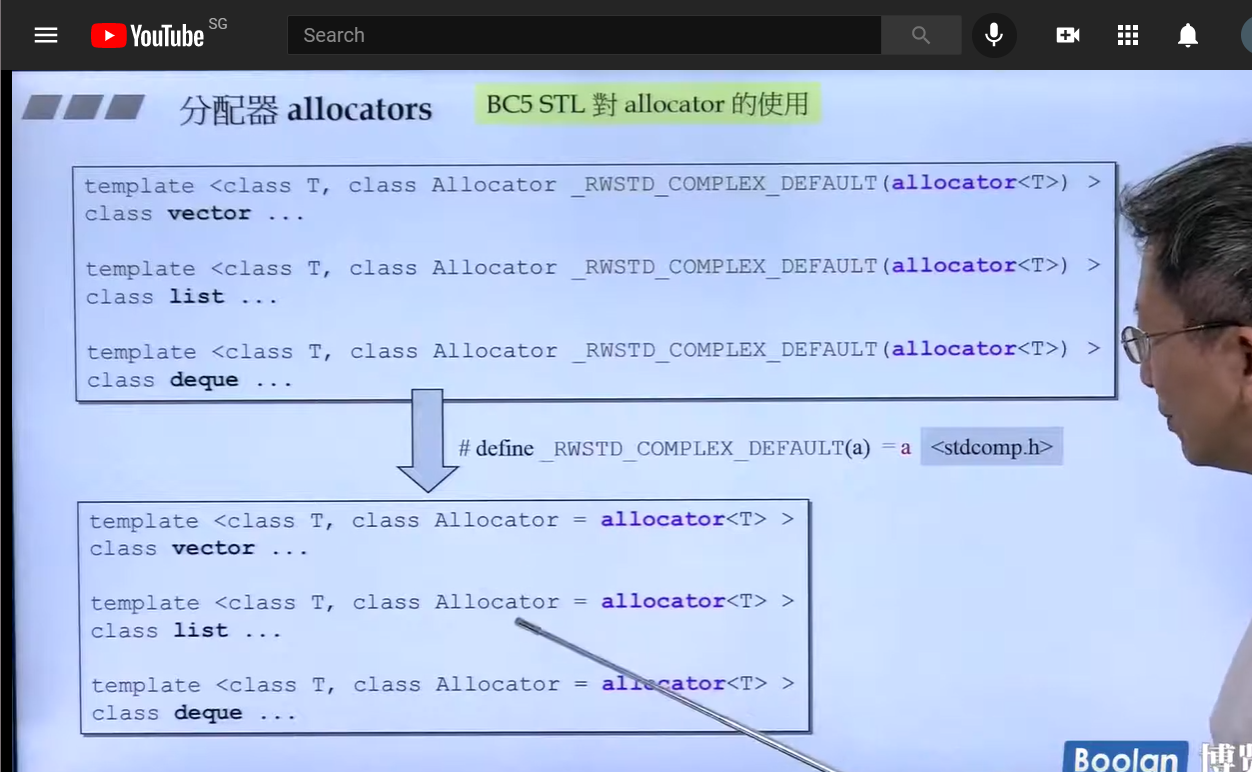 YouTube SG
Search
分配器 allocators
BC5 STL 對 allocator 的使用
template <class T, class Allocator _RWSTD_COMPLEX_DEFAULT(allocator<T>) >
class vector ...
template <class T, class Allocator _RWSTD_COMPLEX_DEFAULT(allocator<T>) >
class list ...
template <class T, class Allocator _RWSTD_COMPLEX_DEFAULT(allocator<T>) >
class deque ...
# define _RWSTD_COMPLEX_DEFAULT(a) = a <stdcomp.h>
template <class T, class Allocator = allocator<T> >
class vector ...
template <class T, class Allocator = allocator<T> >
class list ...
template <class T, class Allocator = allocator<T> >
class deque ...
Boolan 博